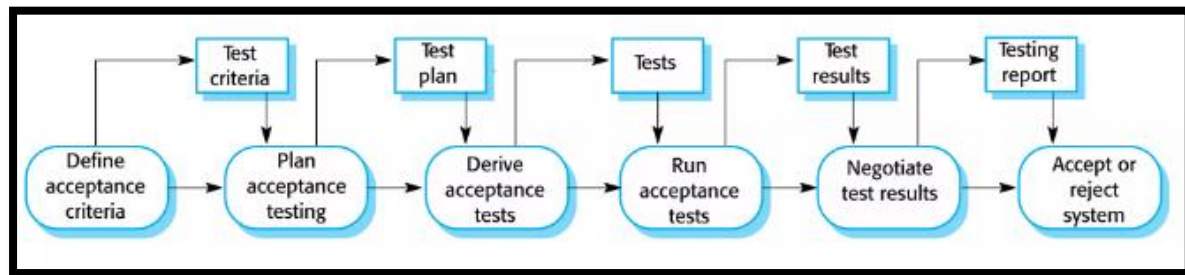 Test
criteria
Test
plan
Tests
Test
results
Testing
report
Define
acceptance
criteria
Plan
acceptance
testing
Derive
acceptance
tests
Run
acceptance
tests
Negotiate
test results
Accept or
reject
system